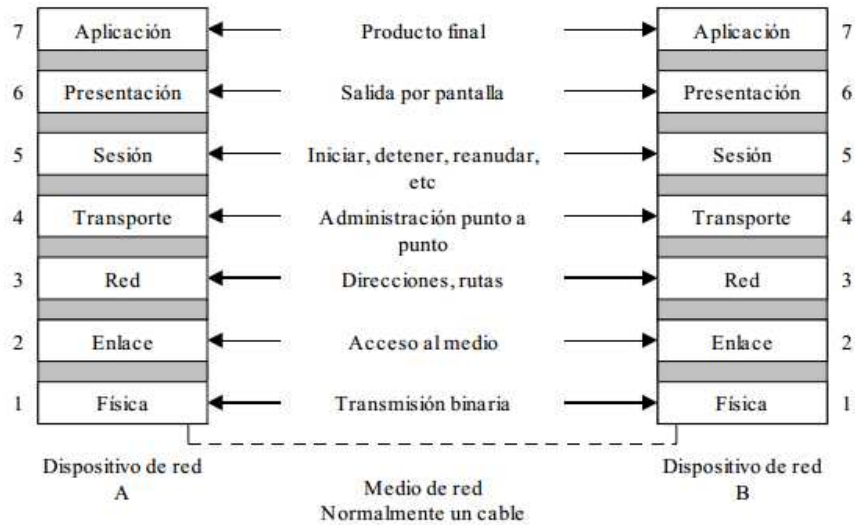 7 Aplicación Producto final Aplicación 7
6 Presentación Salida por pantalla Presentación 6
5 Sesión Iniciar, detener, reanudar, Sesión 5
etc
4 Transporte Administración punto a Transporte 4
punto
3 Red Direcciones, rutas Red 3
2 Enlace Acceso al medio Enlace 2
1 Física Transmisión binaria Física 1
Dispositivo de red Dispositivo de red
A B
Medio de red
Normalmente un cable